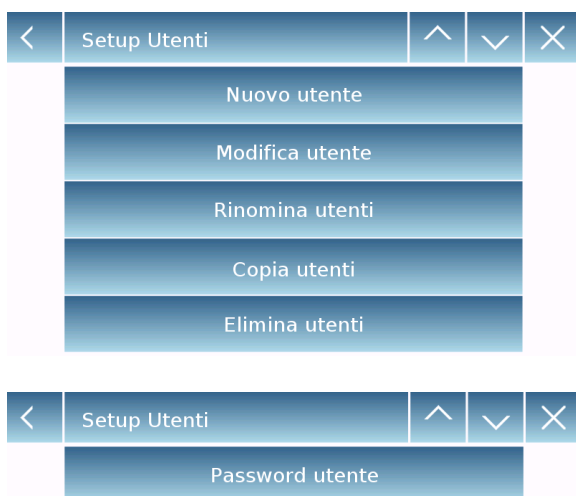 Setup Utenti
Nuovo utente
Modifica utente
Rinomina utenti
Copia utenti
Elimina utenti
Setup Utenti
Password utente